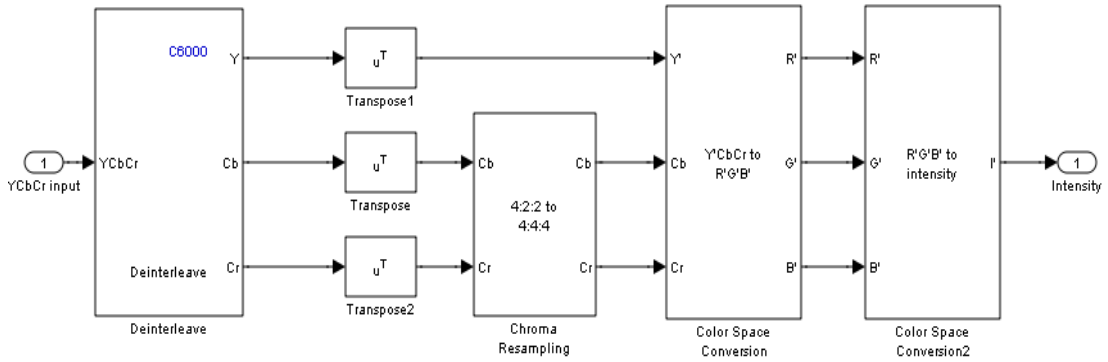 1
YCbCr input
C6000
YCbCr
Y
Cb
Cr
Deinterleave
Deinterleave
u^T
Transpose1
u^T
Transpose
u^T
Transpose2
Cb
Cr
4:2:2 to
4:4:4
Cb
Cr
Chroma
Resampling
Y'
Cb
Cr
Y'CbCr to
R'G'B'
R'
G'
B'
Color Space
Conversion
R'
G'
B'
R'G'B' to
intensity
I'
Color Space
Conversion2
1
Intensity